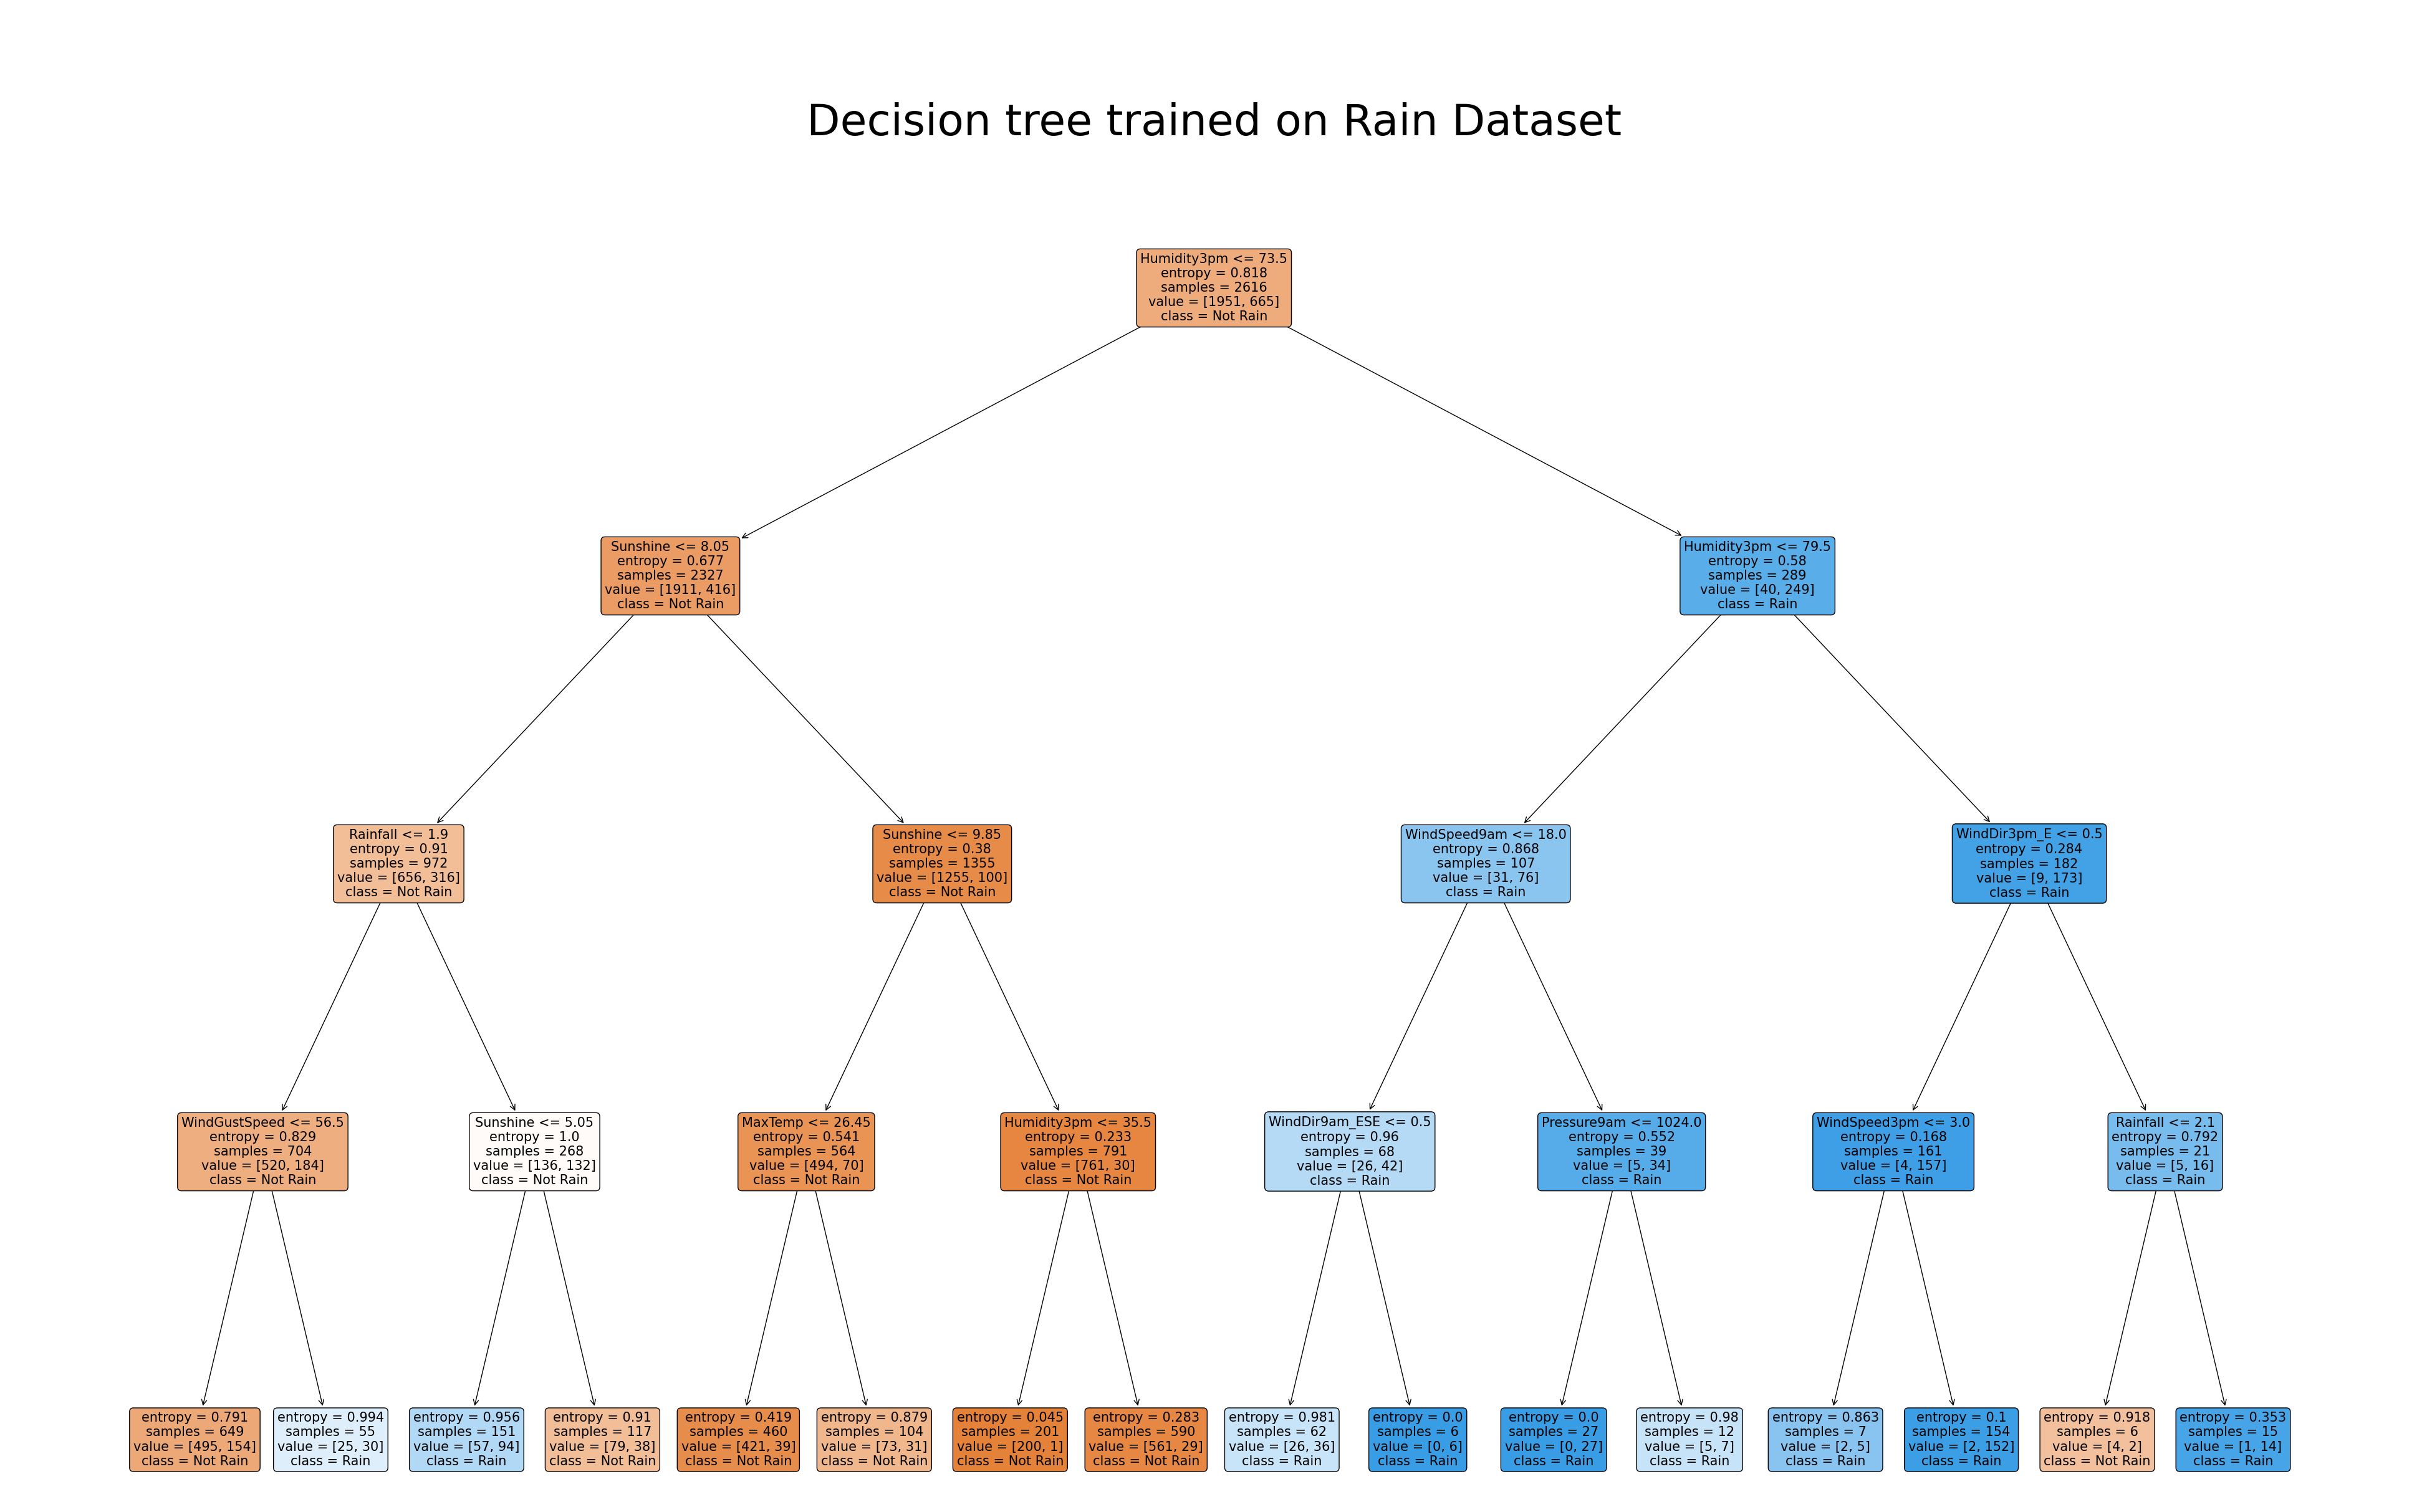 Decision tree trained on Rain Dataset
Humidity3pm <= 73.5
entropy = 0.818
samples = 2616
value = [1951, 665]
class = Not Rain
Sunshine <= 8.05
entropy = 0.677
samples = 2327
value = [1911, 416]
class = Not Rain
Humidity3pm <= 79.5
entropy = 0.58
samples = 289
value = [40, 249]
class = Rain
Rainfall <= 1.9
entropy = 0.91
samples = 972
value = [656, 316]
class = Not Rain
Sunshine <= 9.85
entropy = 0.38
samples = 1355
value = [1255, 100]
class = Not Rain
WindSpeed9am <= 18.0
entropy = 0.868
samples = 107
value = [31, 76]
class = Rain
WindDir3pm_E <= 0.5
entropy = 0.284
samples = 182
value = [9, 173]
class = Rain
WindGustSpeed <= 56.5
entropy = 0.829
samples = 704
value = [520, 184]
class = Not Rain
Sunshine <= 5.05
entropy = 1.0
samples = 268
value = [136, 132]
class = Not Rain
MaxTemp <= 26.45
entropy = 0.541
samples = 564
value = [494, 70]
class = Not Rain
Humidity3pm <= 35.5
entropy = 0.233
samples = 791
value = [761, 30]
class = Not Rain
WindDir9am_ESE <= 0.5
entropy = 0.96
samples = 68
value = [26, 42]
class = Rain
Pressure9am <= 1024.0
entropy = 0.552
samples = 39
value = [5, 34]
class = Rain
WindSpeed3pm <= 3.0
entropy = 0.168
samples = 161
value = [4, 157]
class = Rain
Rainfall <= 2.1
entropy = 0.792
samples = 21
value = [5, 16]
class = Rain
entropy = 0.791
samples = 649
value = [495, 154]
class = Not Rain
entropy = 0.994
samples = 55
value = [25, 30]
class = Rain
entropy = 0.956
samples = 151
value = [57, 94]
class = Rain
entropy = 0.91
samples = 117
value = [79, 38]
class = Not Rain
entropy = 0.419
samples = 460
value = [421, 39]
class = Not Rain
entropy = 0.879
samples = 104
value = [73, 31]
class = Not Rain
entropy = 0.045
samples = 201
value = [200, 1]
class = Not Rain
entropy = 0.283
samples = 590
value = [561, 29]
class = Not Rain
entropy = 0.981
samples = 62
value = [26, 36]
class = Rain
entropy = 0.0
samples = 6
value = [0, 6]
class = Rain
entropy = 0.0
samples = 27
value = [0, 27]
class = Rain
entropy = 0.98
samples = 12
value = [5, 7]
class = Rain
entropy = 0.863
samples = 7
value = [2, 5]
class = Rain
entropy = 0.1
samples = 154
value = [2, 152]
class = Rain
entropy = 0.918
samples = 6
value = [4, 2]
class = Not Rain
entropy = 0.353
samples = 15
value = [1, 14]
class = Rain